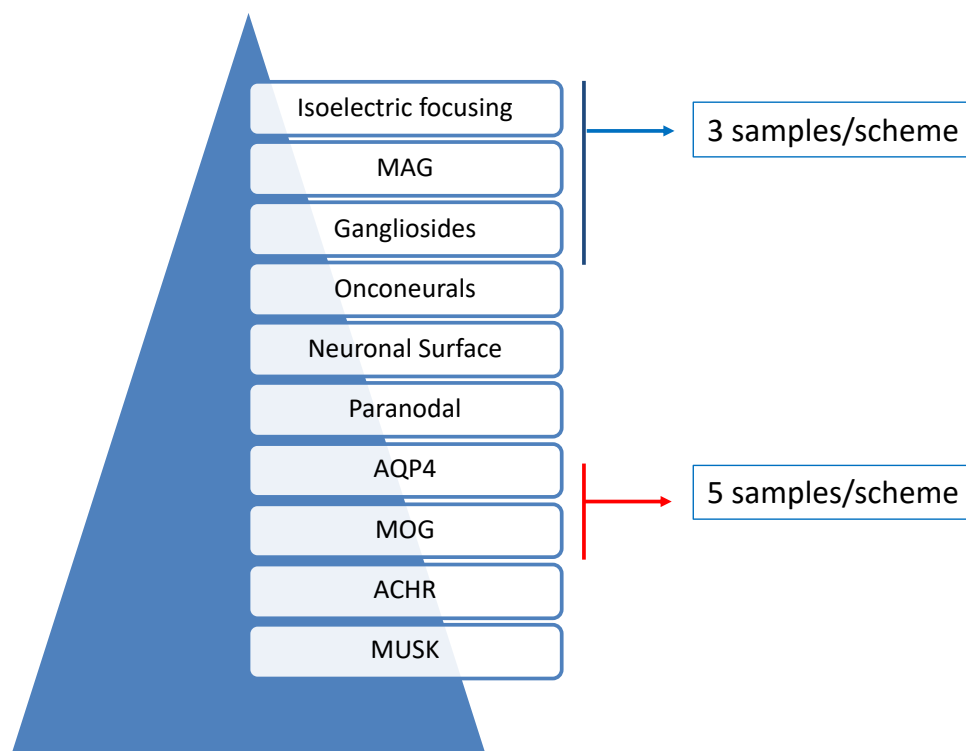 Isoelectric focusing
3 samples/scheme
MAG
Gangliosides
Onconeurals
Neuronal Surface
Paranodal
AQP4
5 samples/scheme
MOG
ACHR
MUSK